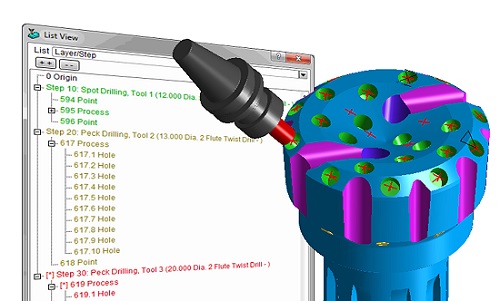 List View
List Layer/Step
++ --
0 Origin
Step 10: Spot Drilling, Tool 1 (12.000 Dia.
594 Point
595 Process
596 Point
Step 20: Peck Drilling, Tool 2 (13.000 Dia. 2 Flute Twist Drill - )
617 Process
617.1 Hole
617.2 Hole
617.3 Hole
617.4 Hole
617.5 Hole
617.6 Hole
617.7 Hole
617.8 Hole
617.9 Hole
617.10 Hole
618 Point
[*] Step 30: Peck Drilling, Tool 3 (20.000 Dia. 2 Flute Twist Drill - )
[*] 619 Process
619.1 Hole